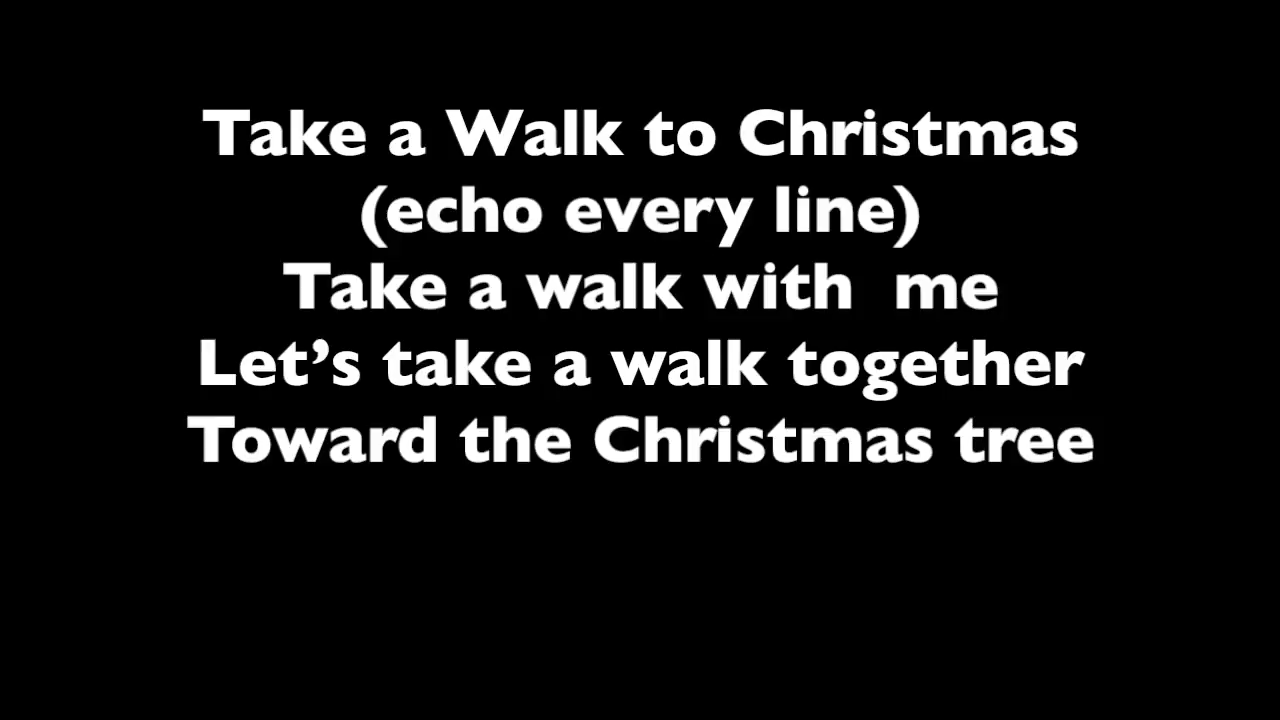 Take a Walk to Christmas
(echo every line)
Take a walk with  me
Let’s take a walk together
Toward the Christmas tree